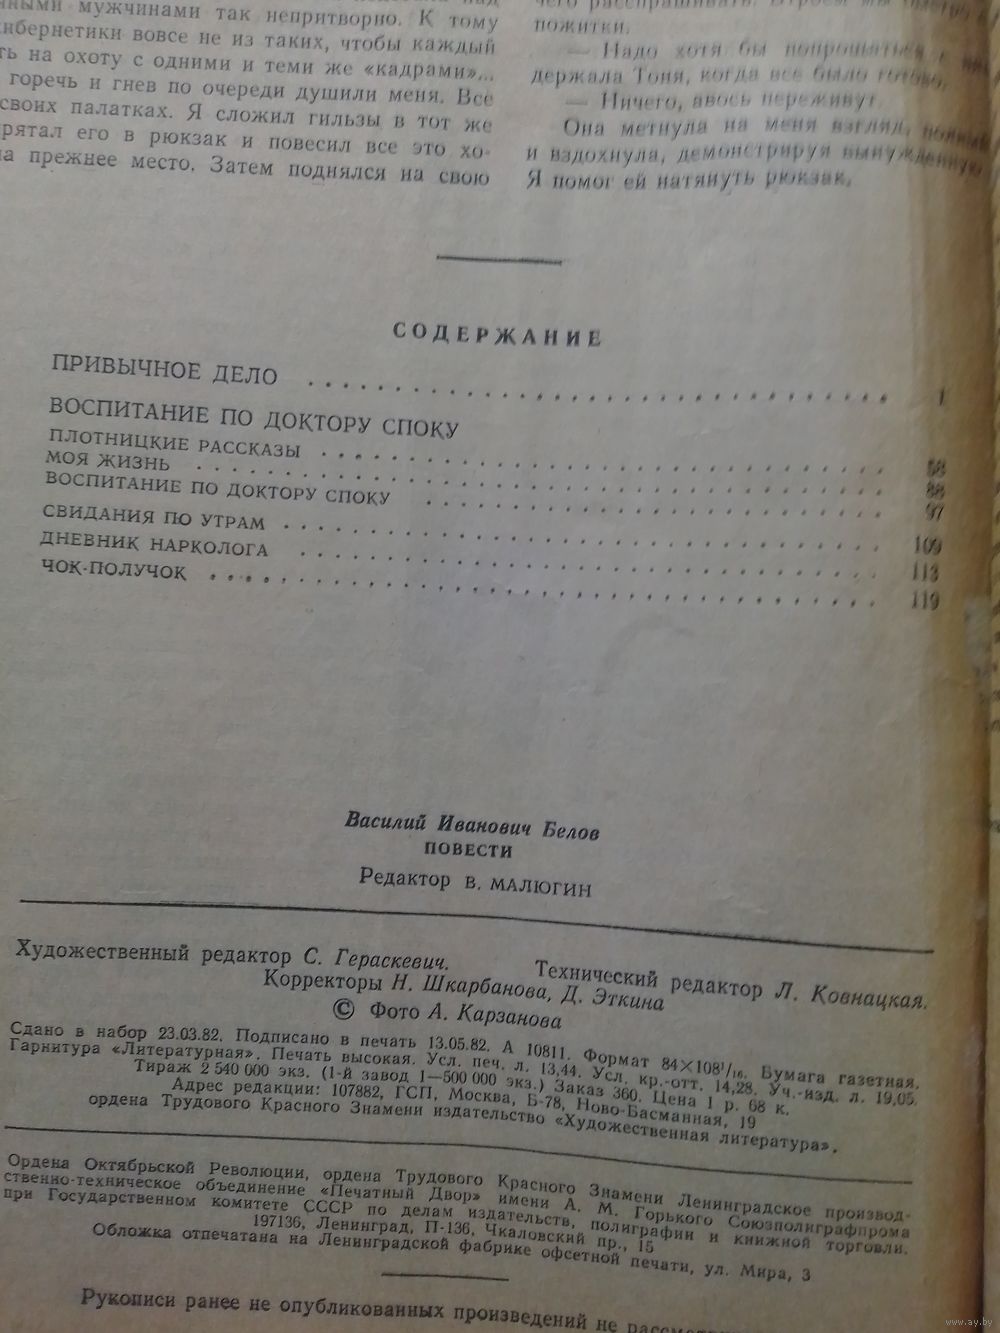 мужчинами так непритворно. К тому
кибернетики вовсе не из таких, чтобы каждый
на охоту с одними и теми же «кадрами»...
горечь и гнев по очереди душили меня. Все
своих палатках. Я сложил гильзы в тот же
его в рюкзак и повесил все это хо-
прежнее место. Затем поднялся на свою
пожитки.
— Надо хотя бы попрощаться
держала Тоня, когда все было готово.
— Ничего, авось переживут.
Она метнула на меня взгляд,
и вздохнула, демонстрируя вынужденную
Я помог ей натянуть рюкзак,
СОДЕРЖАНИЕ
ПРИВЫЧНОЕ ДЕЛО . . . . . . . . 1
ВОСПИТАНИЕ ПО ДОКТОРУ СПОКУ
ПЛОТНИЦКИЕ РАССКАЗЫ . . . . . . . . 58
МОЯ ЖИЗНЬ . . . . . . . . 88
ВОСПИТАНИЕ ПО ДОКТОРУ СПОКУ . . . . . . . . 97
СВИДАНИЯ ПО УТРАМ . . . . . . . . 109
ДНЕВНИК НАРКОЛОГА . . . . . . . . 113
ЧОК-ПОЛУЧОК . . . . . . . . 119
Василий Иванович Белов
ПОВЕСТИ
Редактор В. МАЛЮГИН
Художественный редактор С. Гераскевич. Технический редактор Л. Ковнацкая.
Корректоры Н. Шкарбанова, Д. Эткина
© Фото А. Карзанова
Сдано в набор 23.03.82. Подписано в печать 13.05.82. А 10811. Формат 84×108¹/₁₆. Бумага газетная.
Гарнитура «Литературная». Печать высокая. Усл. печ. л. 13,44. Усл. кр.-отт. 14,28. Уч.-изд. л. 19,05.
Тираж 2 540 000 экз. (1-й завод 1—500 000 экз.) Заказ 360. Цена 1 р. 68 к.
Адрес редакции: 107882, ГСП, Москва, Б-78, Ново-Басманная, 19
ордена Трудового Красного Знамени издательство «Художественная литература».
Ордена Октябрьской Революции, ордена Трудового Красного Знамени Ленинградское производ-
ственно-техническое объединение «Печатный Двор» имени А. М. Горького Союзполиграфпрома
при Государственном комитете СССР по делам издательств, полиграфии и книжной торговли.
197136, Ленинград, П-136, Чкаловский пр., 15
Обложка отпечатана на Ленинградской фабрике офсетной печати, ул. Мира, 3
Рукописи ранее не опубликованных произведений не
www.ay.by